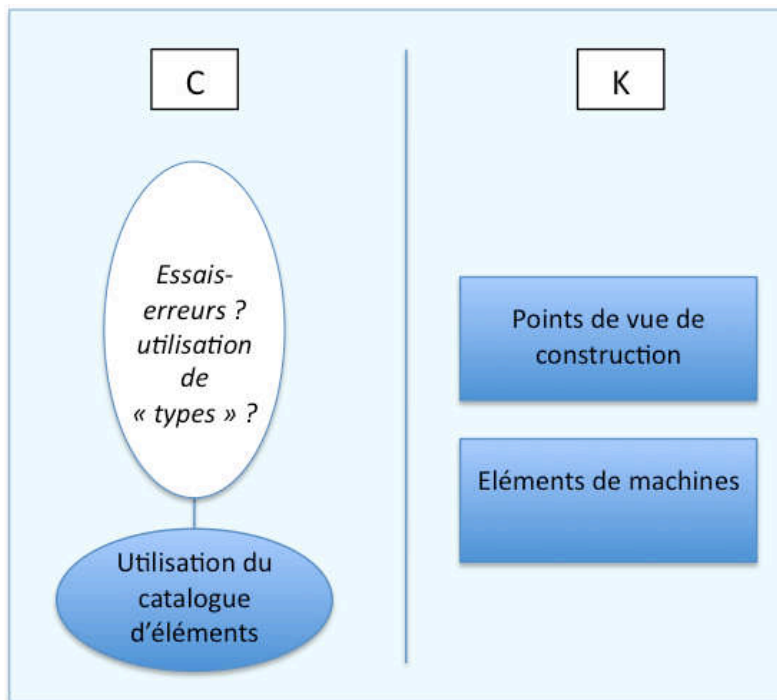 C
K
Essais-
erreurs ?
utilisation
de
« types » ?
Utilisation du
catalogue
d'éléments
Points de vue de
construction
Eléments de machines